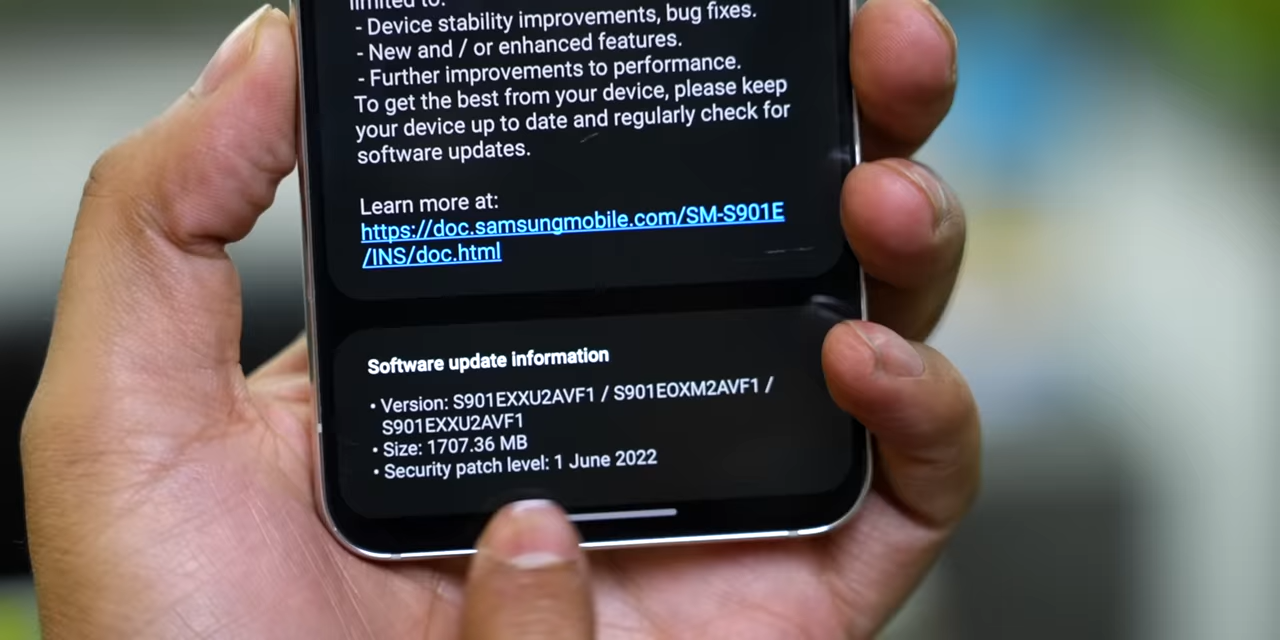 limited to:
- Device stability improvements, bug fixes.
- New and / or enhanced features.
- Further improvements to performance.
To get the best from your device, please keep
your device up to date and regularly check for
software updates.
Learn more at:
https://doc.samsungmobile.com/SM-S901E
/INS/doc.html
Software update information
• Version: S901EXXU2AVF1 / S901EOXM2AVF1 /
S901EXXU2AVF1
• Size: 1707.36 MB
• Security patch level: 1 June 2022